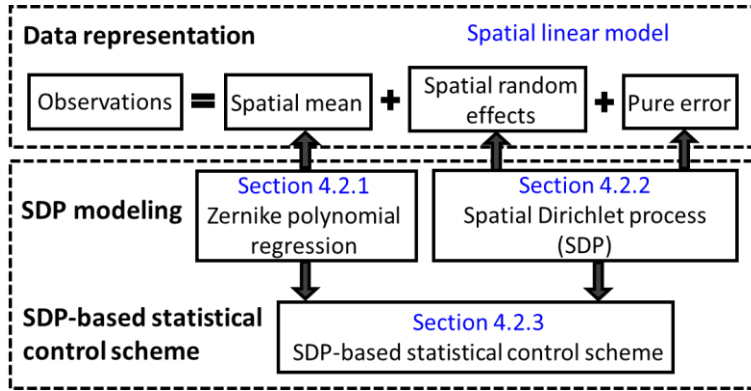 Data representation
Spatial linear model
Observations = Spatial mean + Spatial random effects + Pure error
SDP modeling
Section 4.2.1
Zernike polynomial
regression
Section 4.2.2
Spatial Dirichlet process
(SDP)
SDP-based statistical
control scheme
Section 4.2.3
SDP-based statistical control scheme